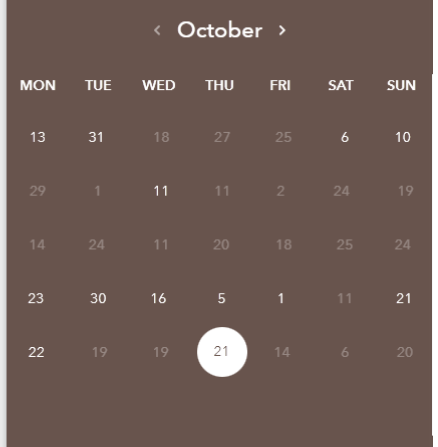 ‹ October ›
MON TUE WED THU FRI SAT SUN
13 31 18 27 25 6 10
29 1 11 11 2 24 19
14 24 11 20 18 25 24
23 30 16 5 1 11 21
22 19 19 21 14 6 20